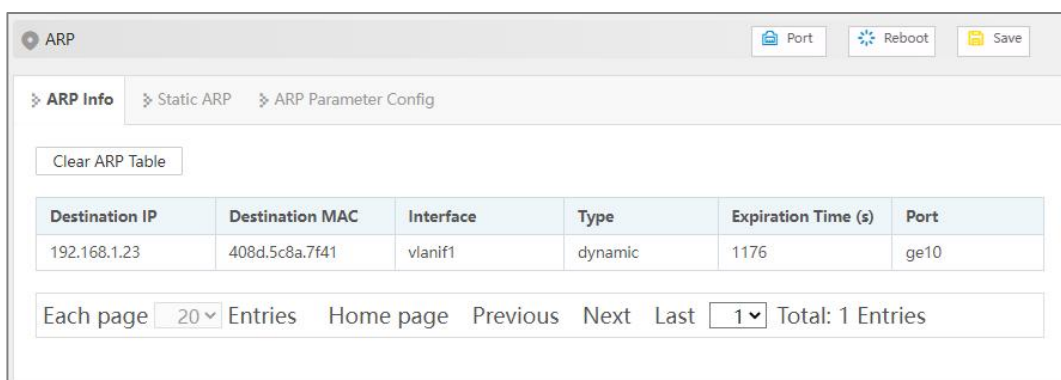 ARP Port Reboot Save
ARP Info Static ARP ARP Parameter Config
Clear ARP Table
Destination IP Destination MAC Interface Type Expiration Time (s) Port
192.168.1.23 408d.5c8a.7f41 vlanif1 dynamic 1176 ge10
Each page 20 Entries Home page Previous Next Last 1 Total: 1 Entries